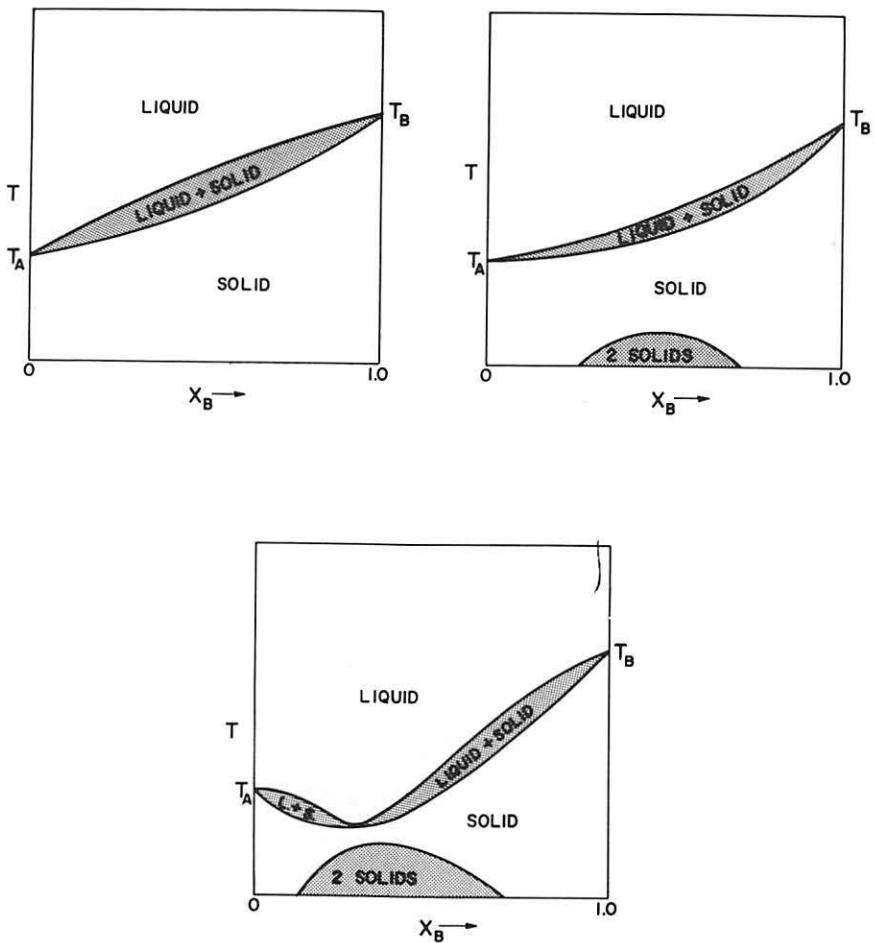 LIQUID
T_B
LIQUID + SOLID
T
T_A
SOLID
0
1.0
X_B →
LIQUID
T_B
T
LIQUID + SOLID
T_A
SOLID
2 SOLIDS
0
1.0
X_B →
T_B
LIQUID
T
LIQUID + SOLID
T_A
L + S
SOLID
2 SOLIDS
0
1.0
X_B →